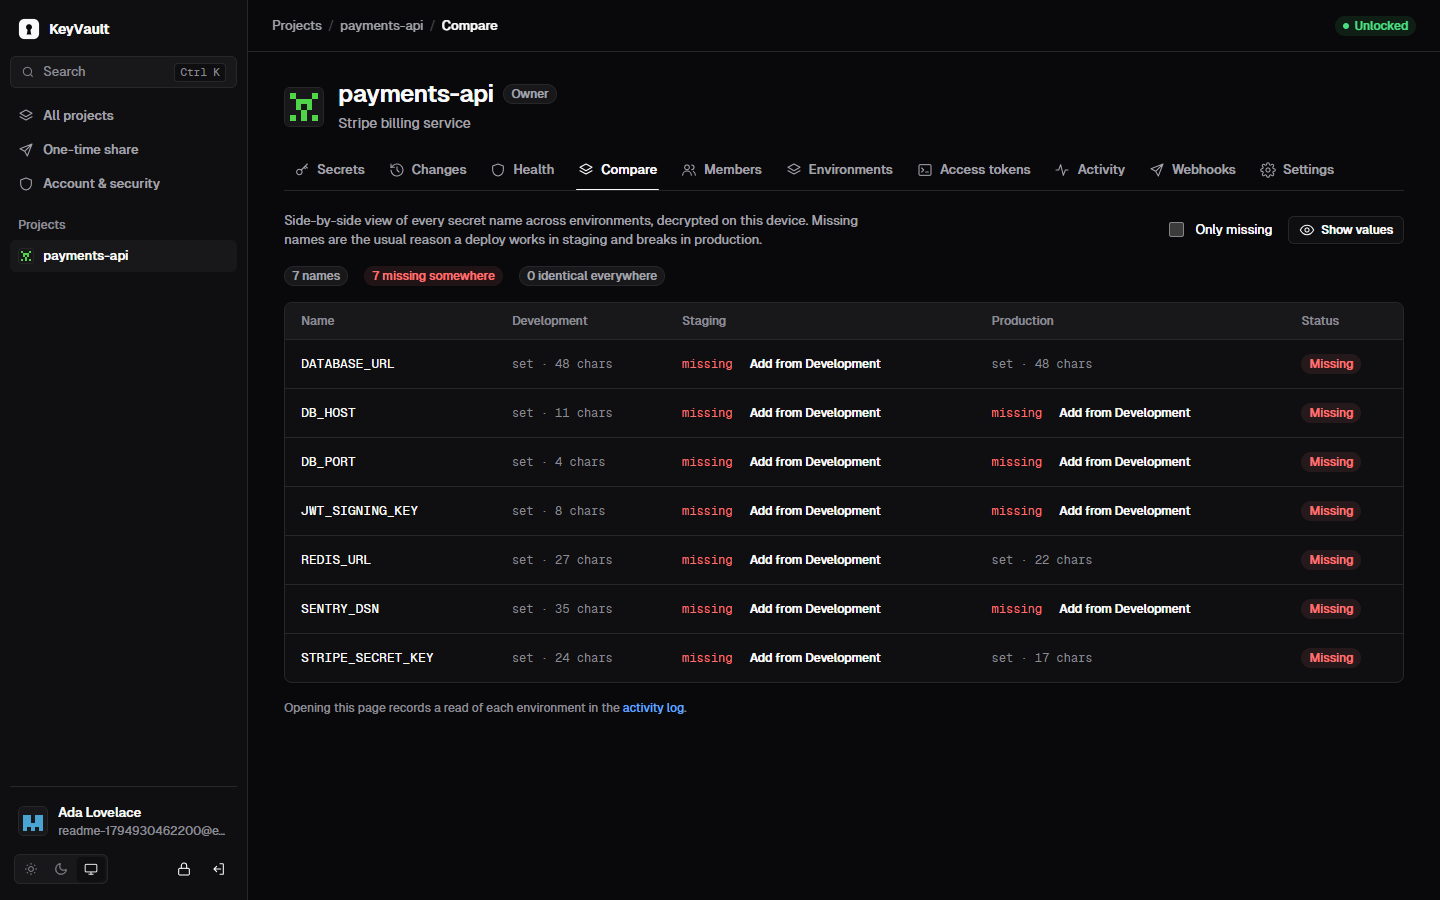 KeyVault
Search
Ctrl K
All projects
One-time share
Account & security
Projects
payments-api
Ada Lovelace
readme-1794930462200@e...
Projects / payments-api / Compare
Unlocked
payments-api
Owner
Stripe billing service
Secrets
Changes
Health
Compare
Members
Environments
Access tokens
Activity
Webhooks
Settings
Side-by-side view of every secret name across environments, decrypted on this device. Missing
names are the usual reason a deploy works in staging and breaks in production.
Only missing
Show values
7 names
7 missing somewhere
0 identical everywhere
Name Development Staging Production Status
DATABASE_URL set · 48 chars missing Add from Development set · 48 chars Missing
DB_HOST set · 11 chars missing Add from Development missing Add from Development Missing
DB_PORT set · 4 chars missing Add from Development missing Add from Development Missing
JWT_SIGNING_KEY set · 8 chars missing Add from Development missing Add from Development Missing
REDIS_URL set · 27 chars missing Add from Development set · 22 chars Missing
SENTRY_DSN set · 35 chars missing Add from Development missing Add from Development Missing
STRIPE_SECRET_KEY set · 24 chars missing Add from Development set · 17 chars Missing
Opening this page records a read of each environment in the activity log.